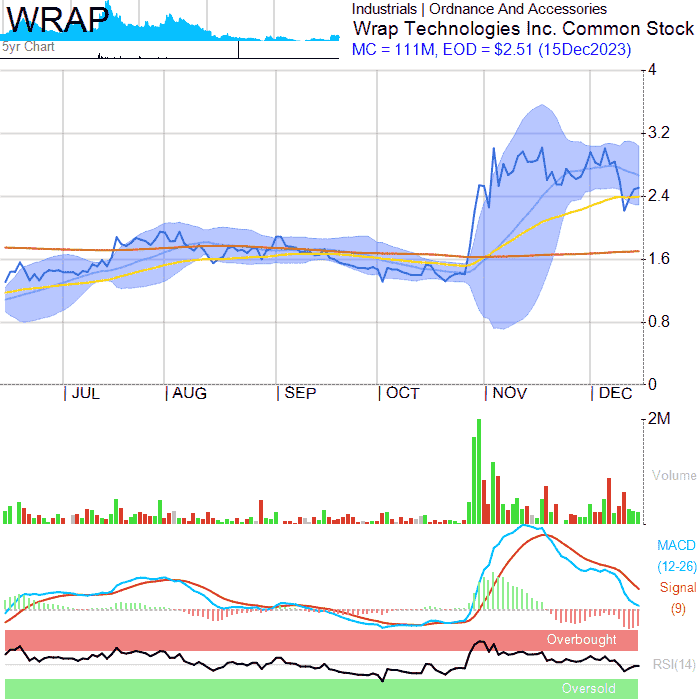 WRAP
5yr Chart
Industrials | Ordnance And Accessories
Wrap Technologies Inc. Common Stock
MC = 111M, EOD = $2.51 (15Dec2023)
4
3.2
2.4
1.6
0.8
0
JUL AUG SEP OCT NOV DEC
2M
Volume
MACD
(12-26)
Signal
(9)
Overbought
RSI(14)
Oversold